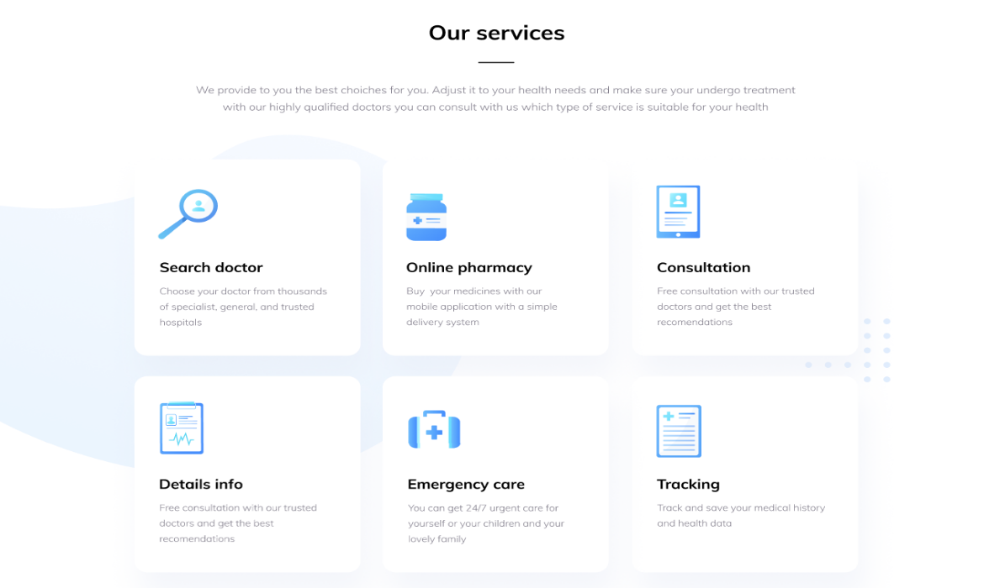 Our services
We provide to you the best choiches for you. Adjust it to your health needs and make sure your undergo treatment
with our highly qualified doctors you can consult with us which type of service is suitable for your health
Search doctor
Choose your doctor from thousands
of specialist, general, and trusted
hospitals
Online pharmacy
Buy  your medicines with our
mobile application with a simple
delivery system
Consultation
Free consultation with our trusted
doctors and get the best
recomendations
Details info
Free consultation with our trusted
doctors and get the best
recomendations
Emergency care
You can get 24/7 urgent care for
yourself or your children and your
lovely family
Tracking
Track and save your medical history
and health data